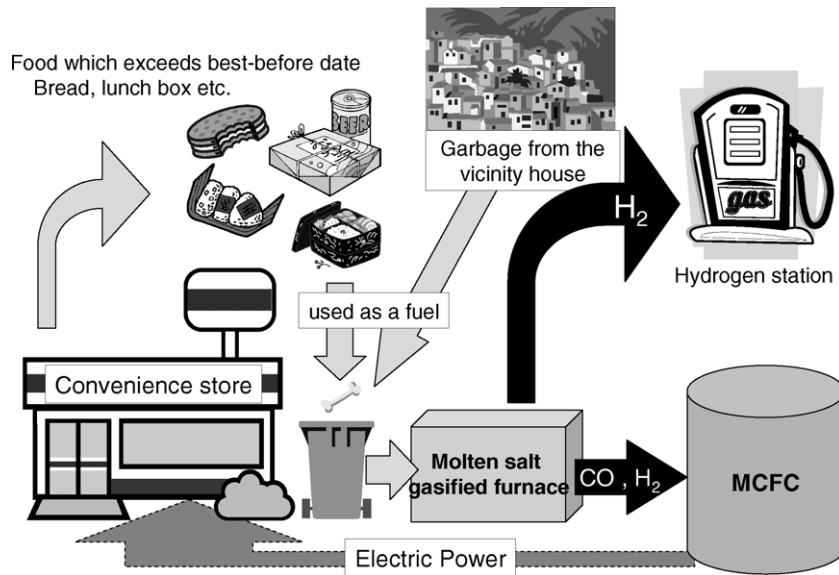 Food which exceeds best-before date
Bread, lunch box etc.
BEER
Garbage from the
vicinity house
H2
gas
Hydrogen station
used as a fuel
Convenience store
Molten salt
gasified furnace
CO , H2
MCFC
Electric Power